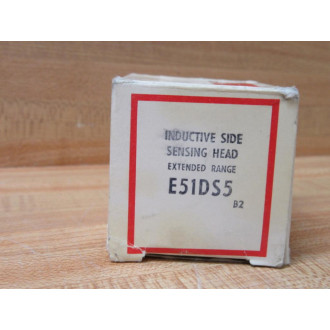 INDUCTIVE SIDE
SENSING HEAD
EXTENDED RANGE
E51DS5
B2